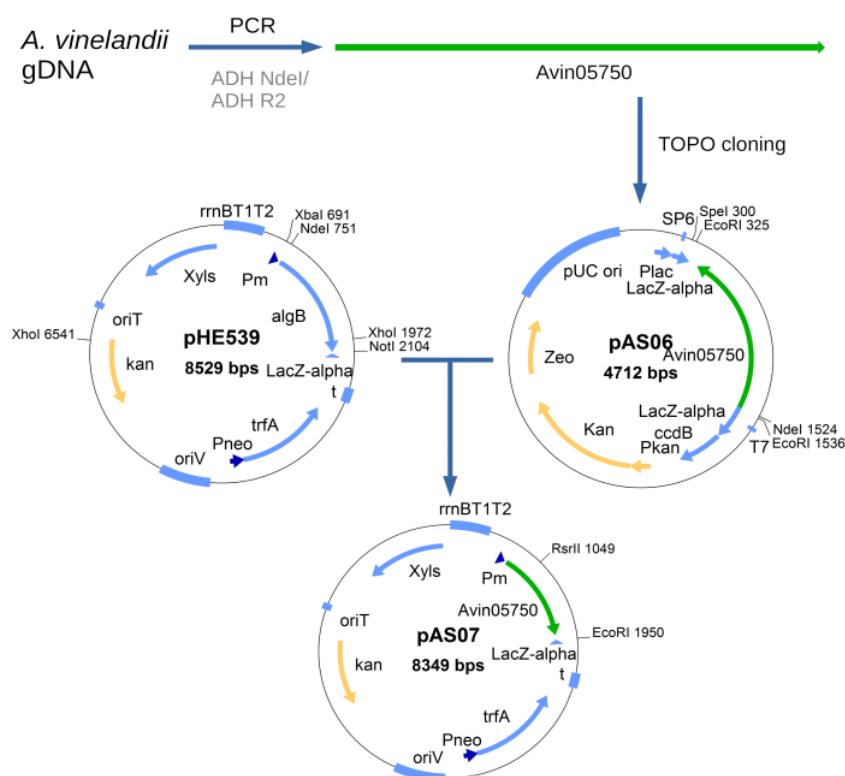 A. vinelandii
gDNA
PCR
ADH NdeI/
ADH R2
Avin05750
TOPO cloning
rrnBT1T2
XbaI 691
NdeI 751
Xyls
Pm
algB
oriT
XhoI 6541
pHE539
8529 bps
kan
XhoI 1972
NotI 2104
LacZ-alpha
t
trfA
Pneo
oriV
SP6
SpeI 300
EcoRI 325
pUC ori
Plac
LacZ-alpha
pAS06
4712 bps
Avin05750
Zeo
LacZ-alpha
ccdB
Kan
Pkan
T7
NdeI 1524
EcoRI 1536
rrnBT1T2
RsrII 1049
Xyls
Pm
Avin05750
oriT
pAS07
8349 bps
kan
EcoRI 1950
LacZ-alpha
t
trfA
Pneo
oriV